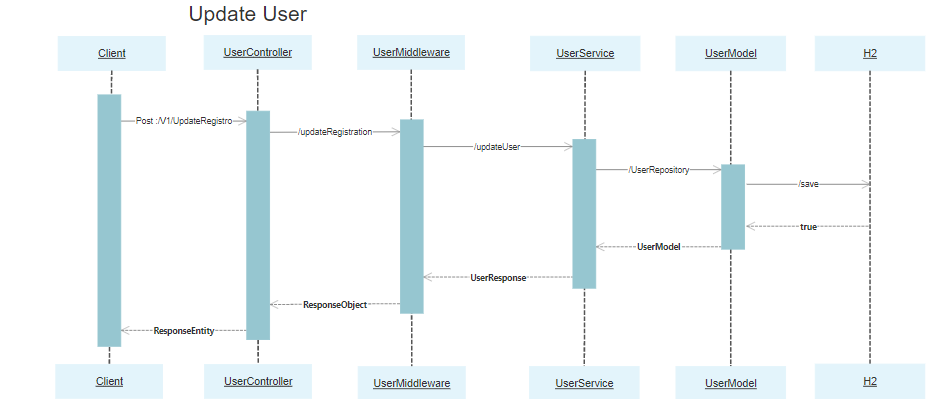 Update User
Client
UserController
UserMiddleware
UserService
UserModel
H2
Post :/V1/UpdateRegistro
/updateRegistration
/updateUser
/UserRepository
/save
true
UserModel
UserResponse
ResponseObject
ResponseEntity
Client
UserController
UserMiddleware
UserService
UserModel
H2